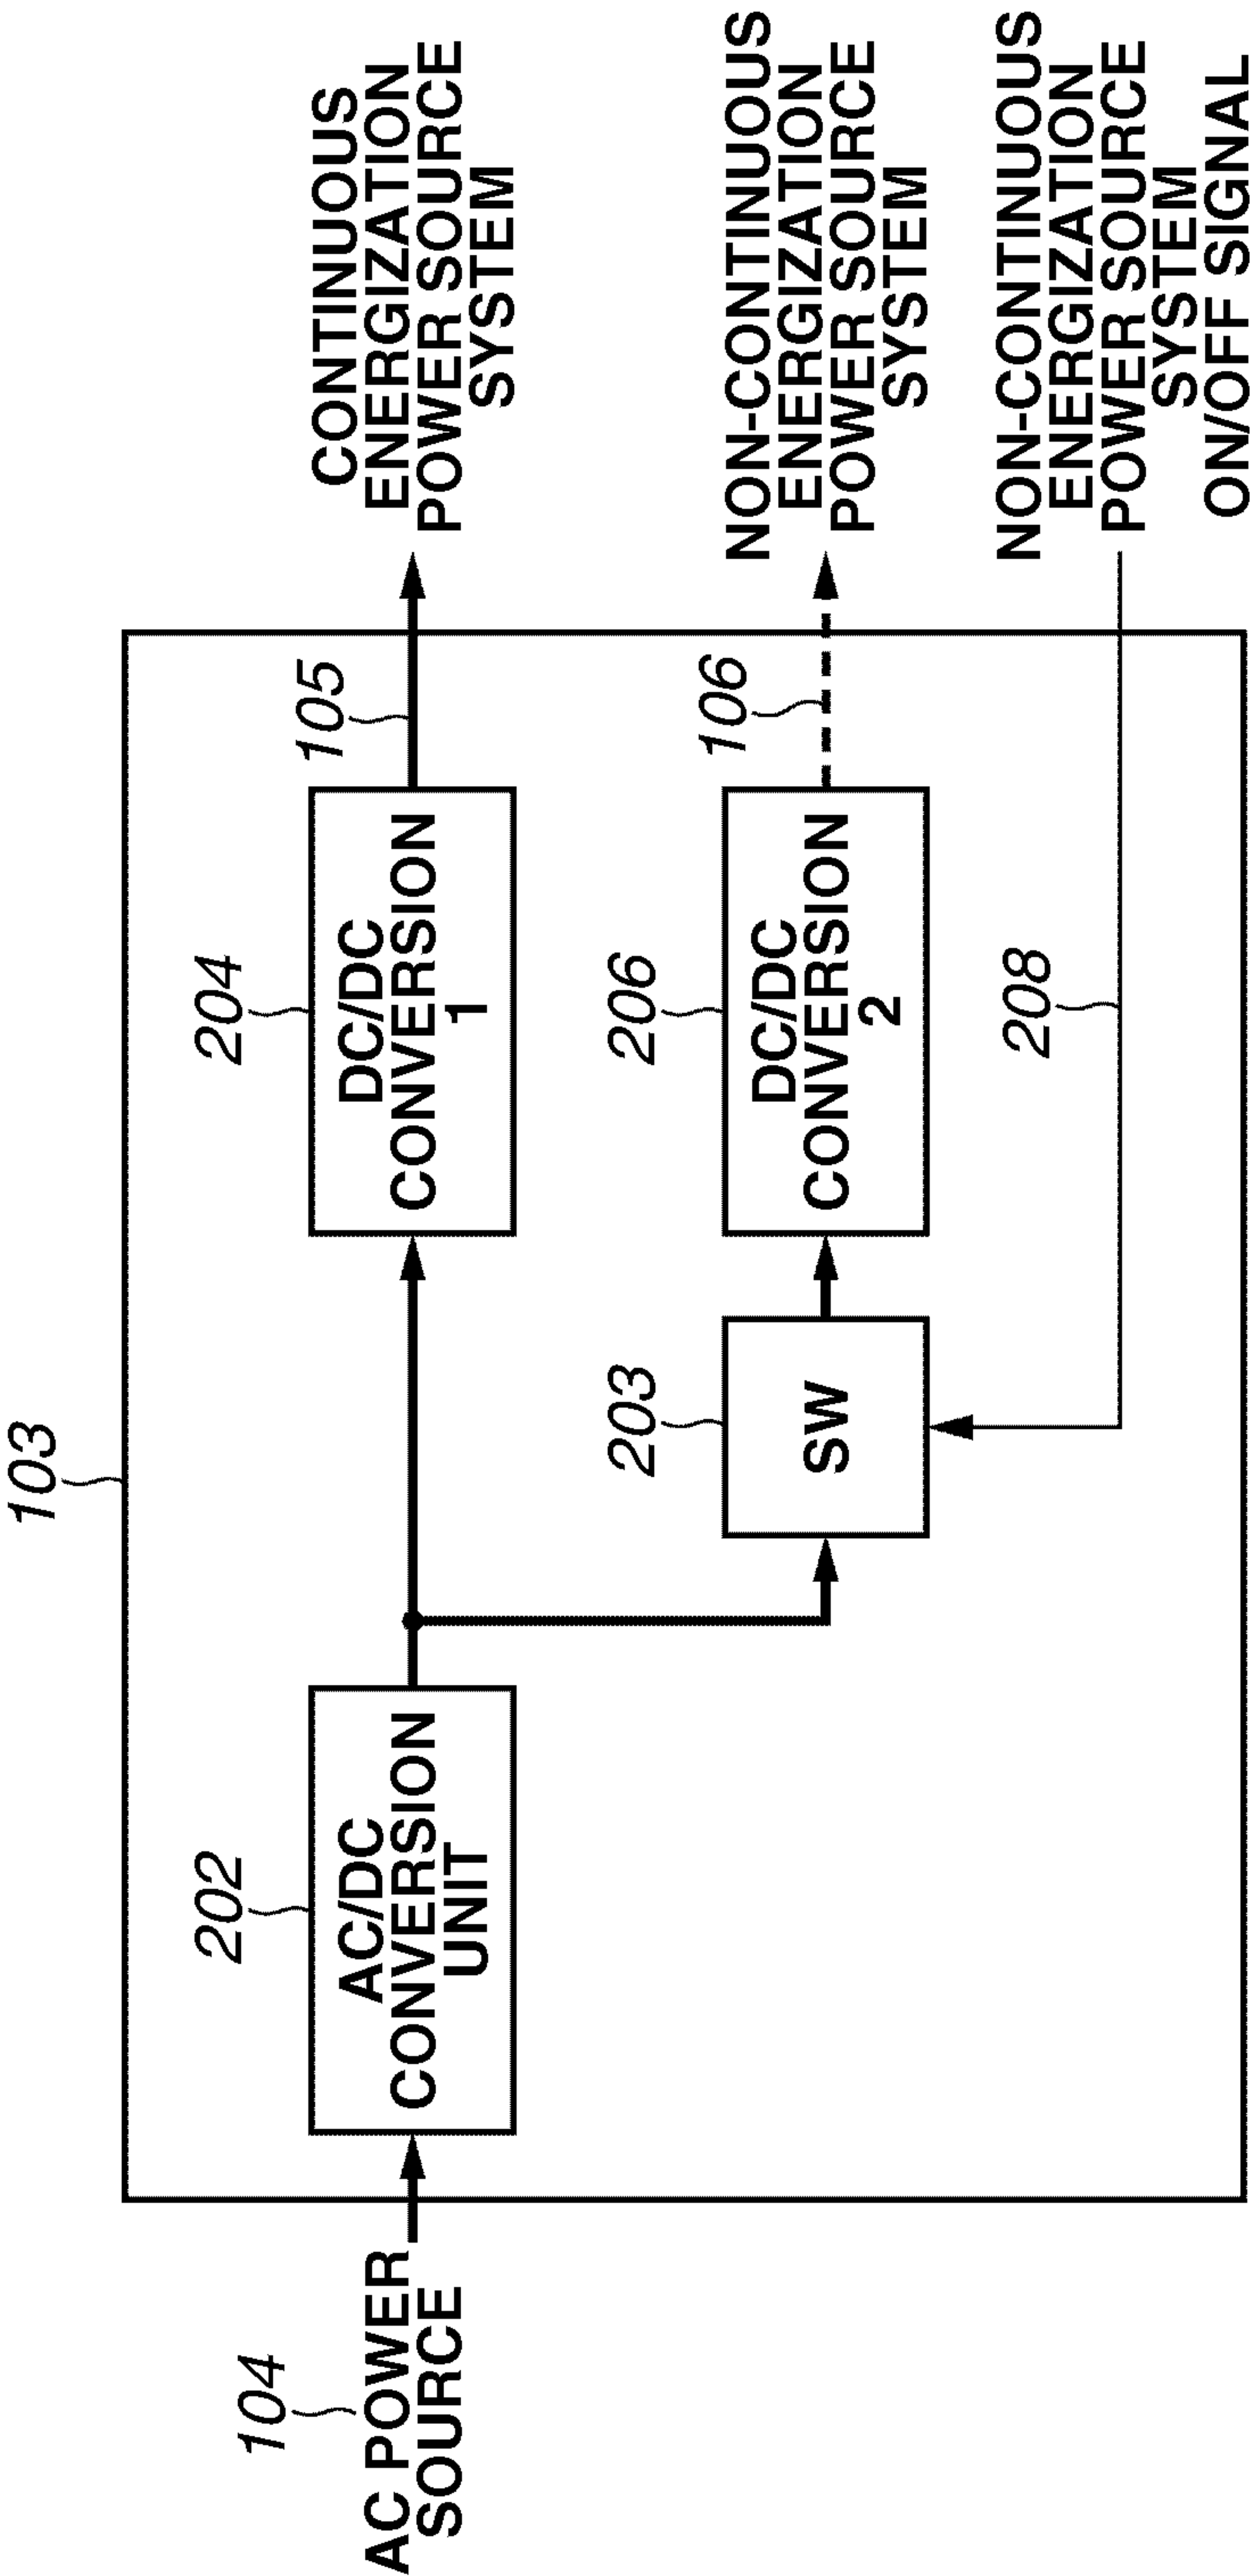 103
104
AC POWER
SOURCE
202
AC/DC
CONVERSION
UNIT
204
DC/DC
CONVERSION
1
105
CONTINUOUS
ENERGIZATION
POWER SOURCE
SYSTEM
203
SW
206
DC/DC
CONVERSION
2
106
NON-CONTINUOUS
ENERGIZATION
POWER SOURCE
SYSTEM
208
NON-CONTINUOUS
ENERGIZATION
POWER SOURCE
SYSTEM
ON/OFF SIGNAL